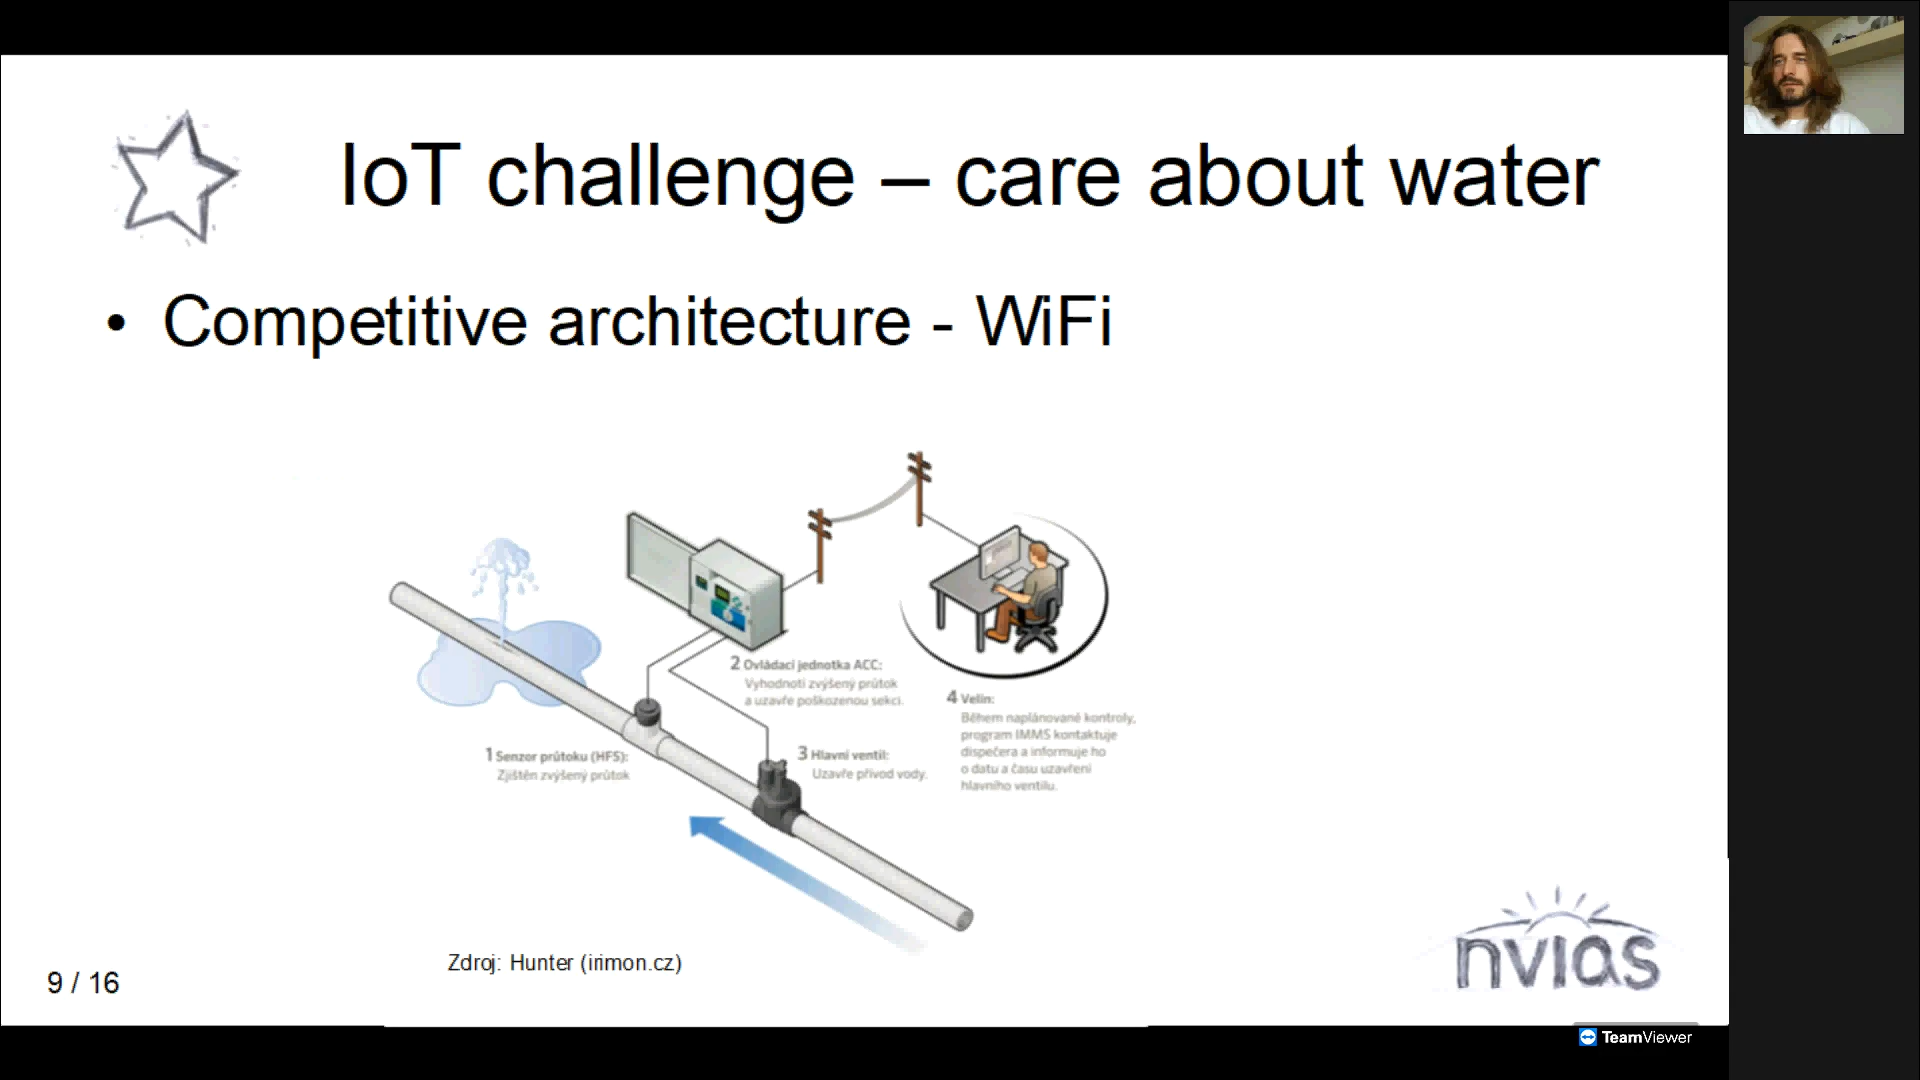 IoT challenge – care about water
• Competitive architecture - WiFi
2 Ovládací jednotka ACC:
Vyhodnotí zvýšený průtok
a uzavře poškozenou sekci.
4 Velín:
Během naplánované kontroly,
program IMMS kontaktuje
dispečera a informuje ho
o datu a času uzavření
hlavního ventilu.
1 Senzor průtoku (HFS):
Zjištěn zvýšený průtok
3 Hlavní ventil:
Uzavře přívod vody.
Zdroj: Hunter (irimon.cz)
9 / 16
nvias
TeamViewer